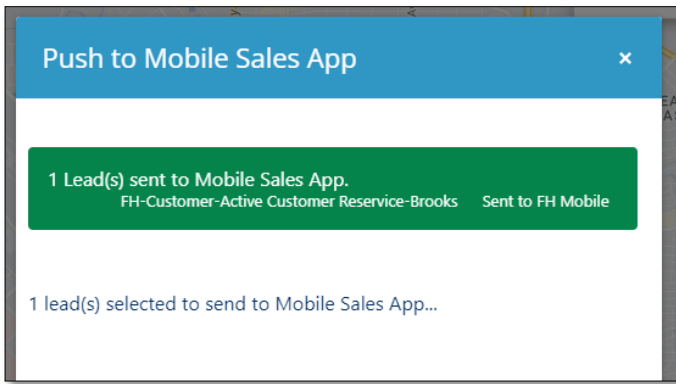 Push to Mobile Sales App ×
1 Lead(s) sent to Mobile Sales App.
FH-Customer-Active Customer Reservice-Brooks Sent to FH Mobile
1 lead(s) selected to send to Mobile Sales App...